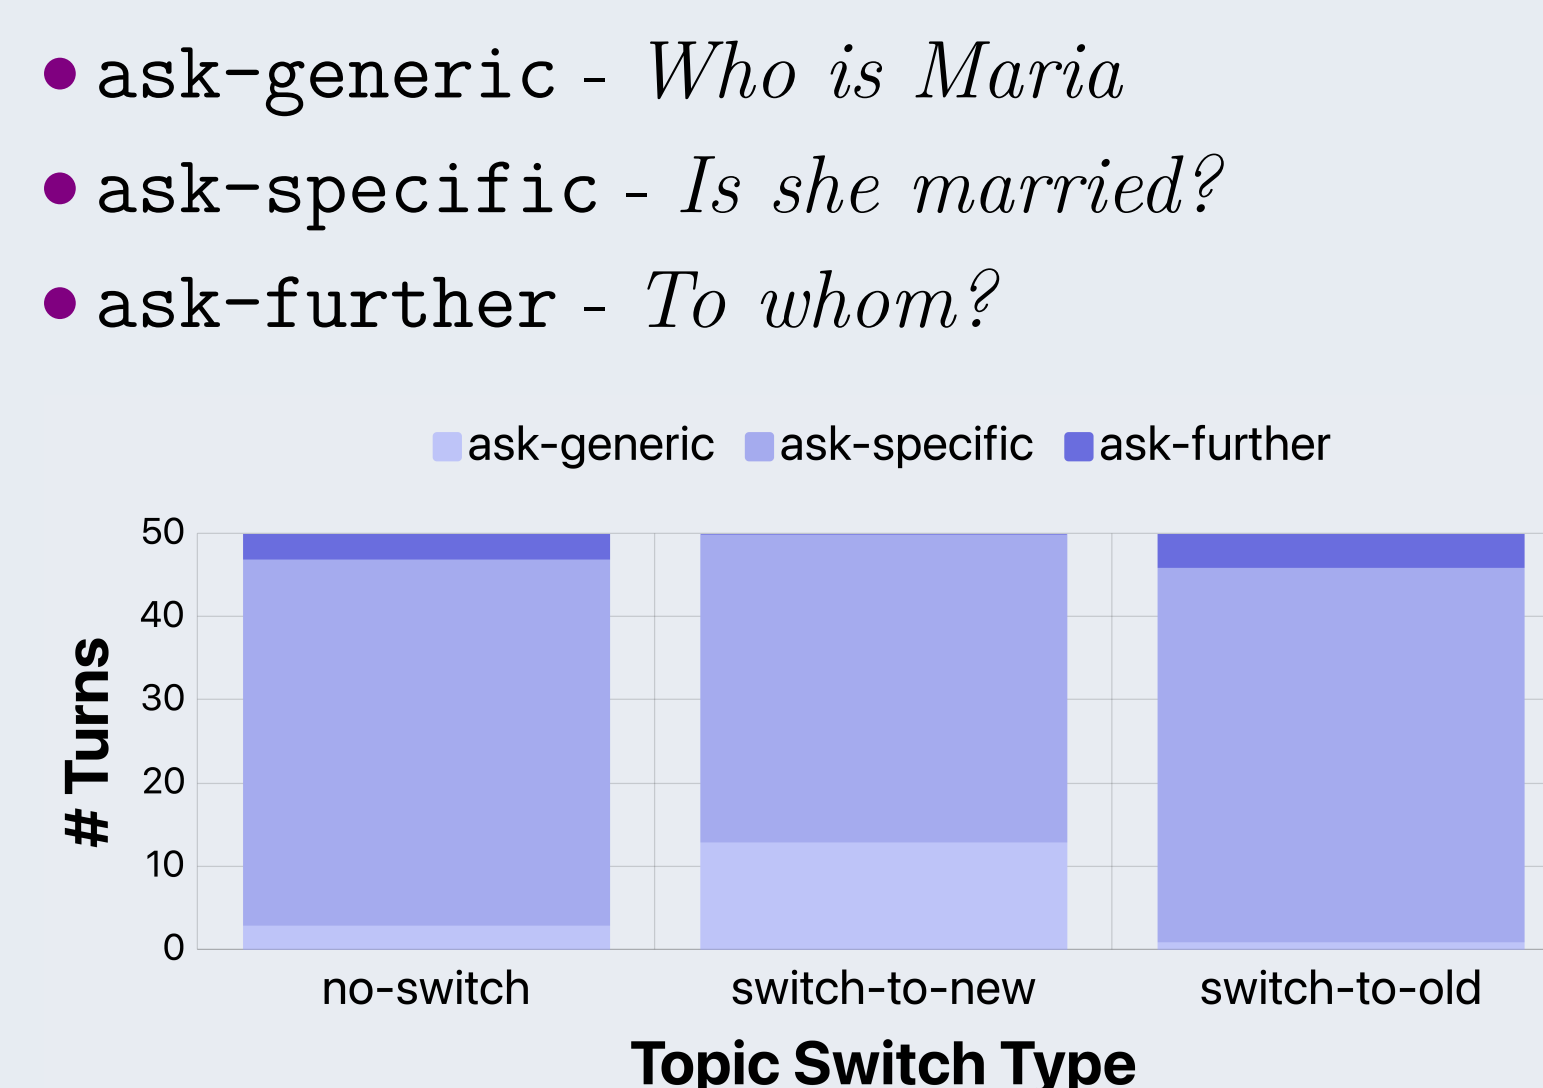 • ask-generic - Who is Maria
• ask-specific - Is she married?
• ask-further - To whom?
ask-generic ask-specific ask-further
50
40
30
20
10
0
# Turns
no-switch switch-to-new switch-to-old
Topic Switch Type